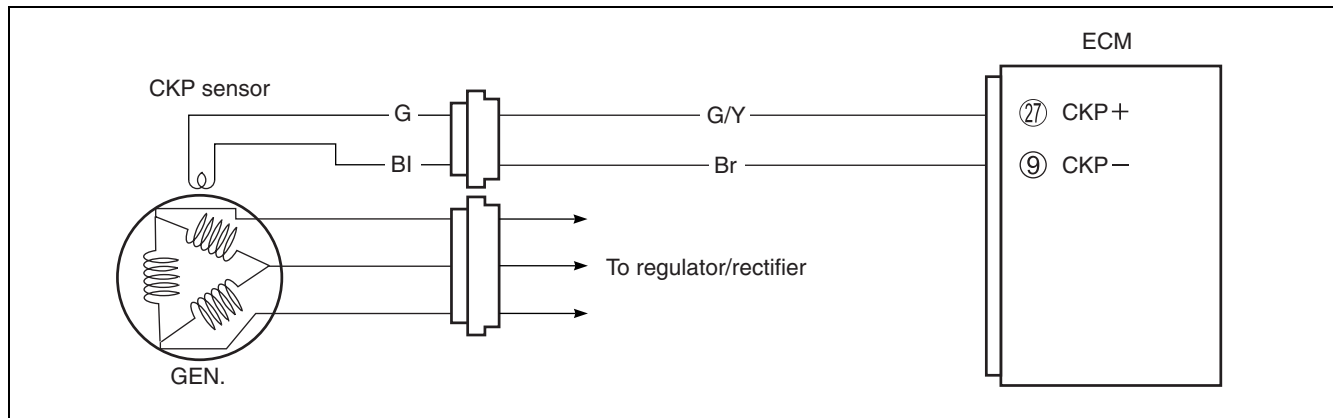 ECM
CKP sensor
G
G/Y
㉗ CKP+
Bl
Br
⑨ CKP−
To regulator/rectifier
GEN.